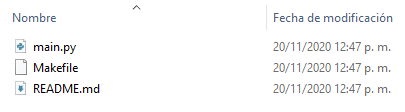 Fecha de modificación
main.py 20/11/2020 12:47 p. m.
Makefile 20/11/2020 12:47 p. m.
README.md 20/11/2020 12:47 p. m.